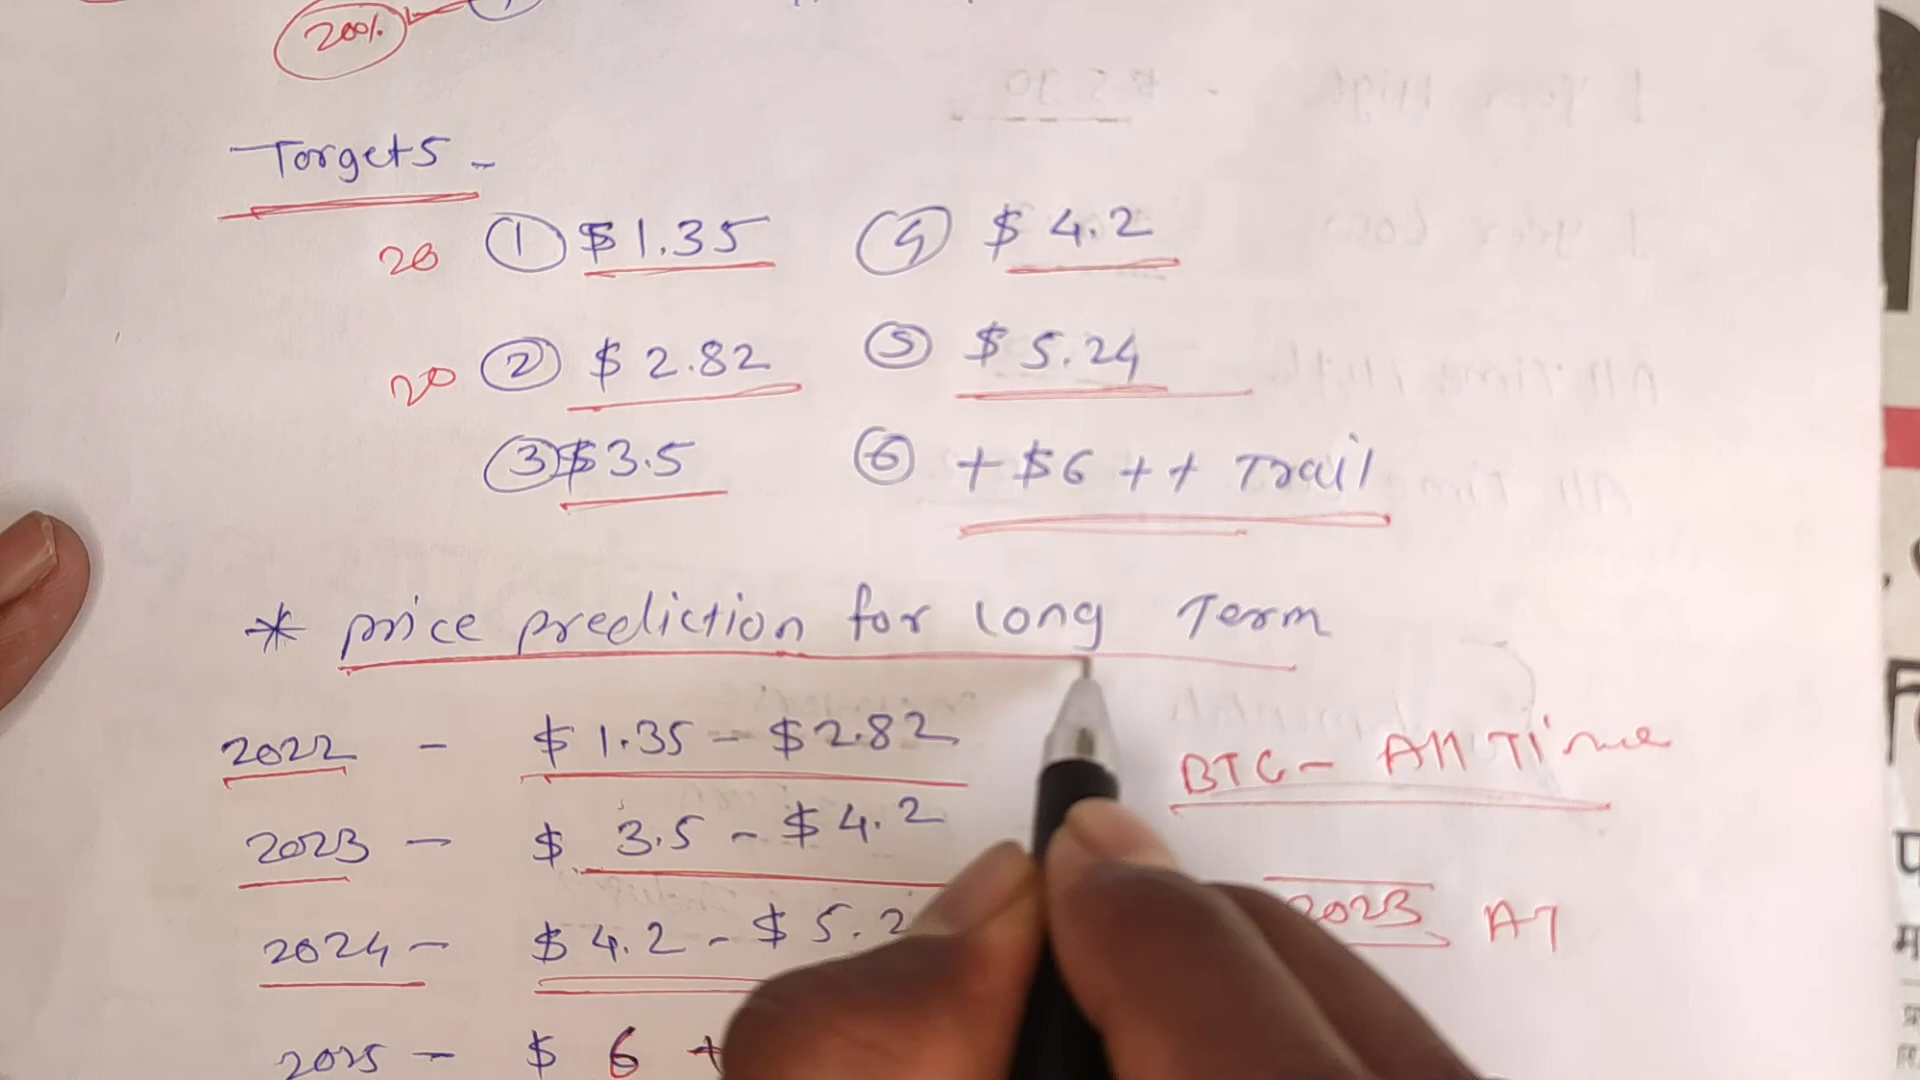 200%
Targets -
20 ① $1.35 ④ $ 4.2
20 ② $ 2.82 ⑤ $ 5.24
③ $3.5 ⑥ + $6 ++ Trail
* price prediction for long Term
2022 - $ 1.35 - $2.82
BTC - All Time
2023 - $ 3.5 - $4.2
2023 AT
2024 - $ 4.2 - $ 5.2
2025 - $ 6 +